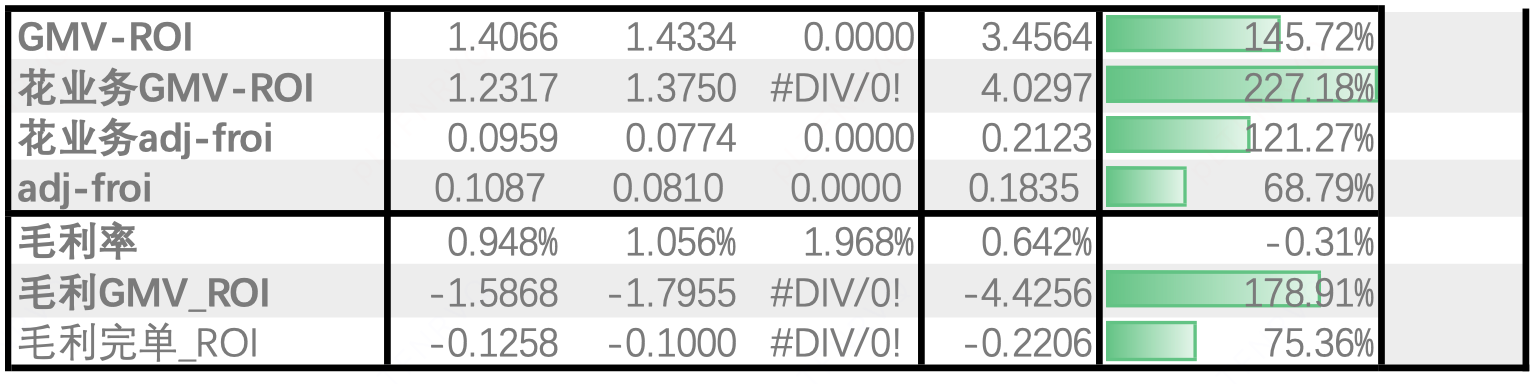 GMV-ROI 1.4066 1.4334 0.0000 3.4564 145.72%
花业务GMV-ROI 1.2317 1.3750 #DIV/0! 4.0297 227.18%
花业务adj-froi 0.0959 0.0774 0.0000 0.2123 121.27%
adj-froi 0.1087 0.0810 0.0000 0.1835 68.79%
毛利率 0.948% 1.056% 1.968% 0.642% -0.31%
毛利GMV_ROI -1.5868 -1.7955 #DIV/0! -4.4256 178.91%
毛利完单_ROI -0.1258 -0.1000 #DIV/0! -0.2206 75.36%